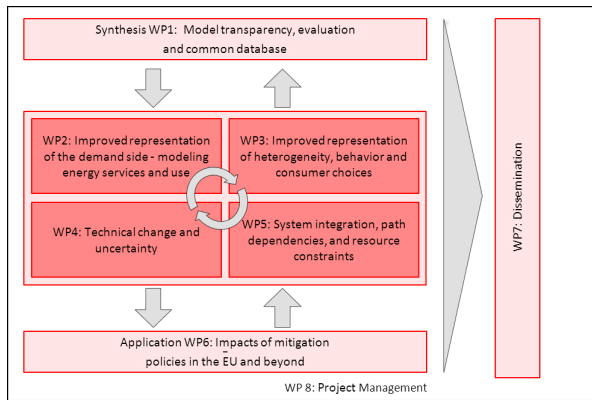 Synthesis WP1: Model transparency, evaluation
and common database
WP2: Improved representation
of the demand side - modeling
energy services and use
WP3: Improved representation
of heterogeneity, behavior and
consumer choices
WP4: Technical change and
uncertainty
WP5: System integration, path
dependencies, and resource
constraints
Application WP6: Impacts of mitigation
policies in the EU and beyond
WP7: Dissemination
WP 8: Project Management